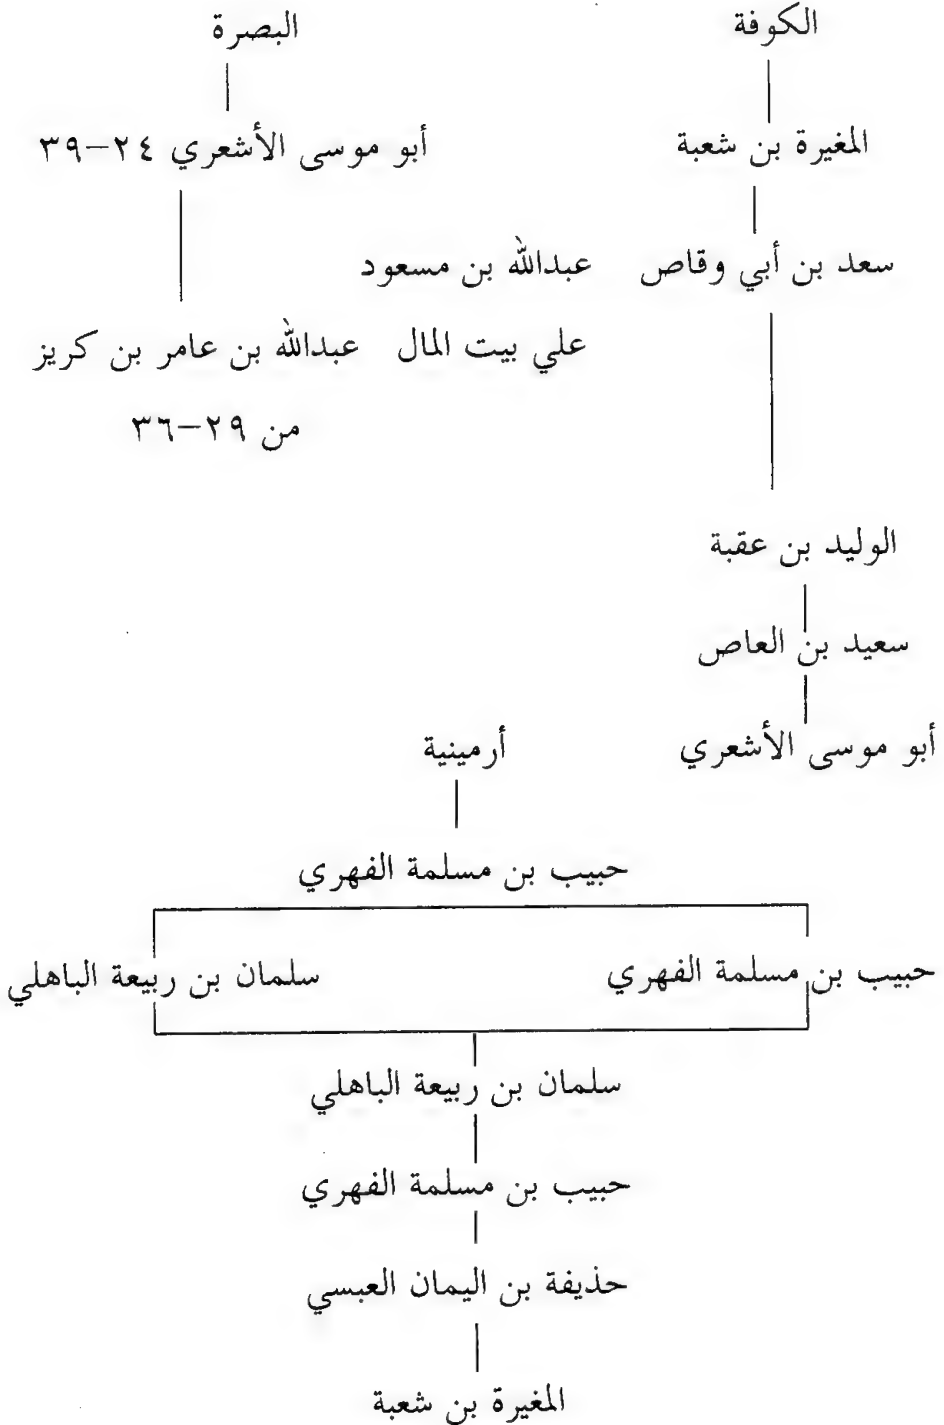 الكوفة
البصرة
المغيرة بن شعبة
أبو موسى الأشعري ٢٤-٣٩
سعد بن أبي وقاص
عبدالله بن مسعود
علي بيت المال
عبدالله بن عامر بن كريز
من ٢٩-٣٦
الوليد بن عقبة
سعيد بن العاص
أبو موسى الأشعري
أرمينية
حبيب بن مسلمة الفهري
حبيب بن مسلمة الفهري
سلمان بن ربيعة الباهلي
سلمان بن ربيعة الباهلي
حبيب بن مسلمة الفهري
حذيفة بن اليمان العبسي
المغيرة بن شعبة